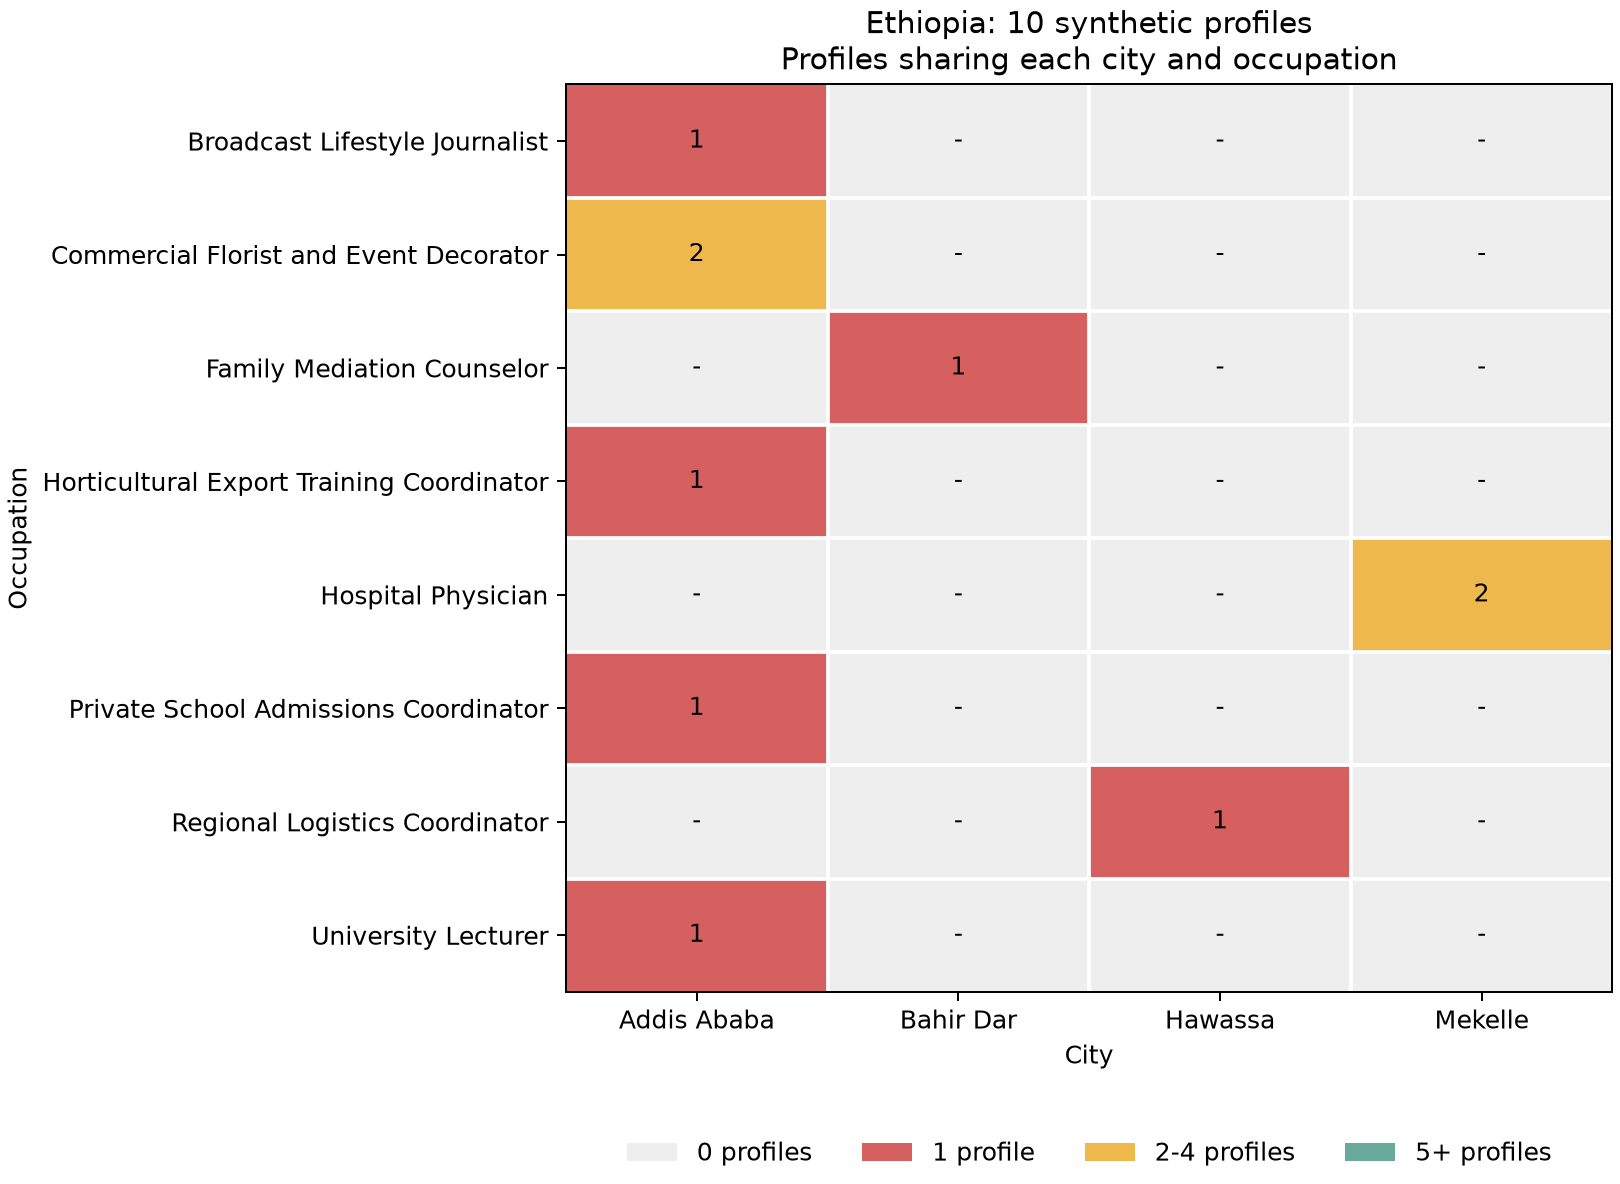 Ethiopia: 10 synthetic profiles
Profiles sharing each city and occupation
Occupation
Broadcast Lifestyle Journalist 1 - - -
Commercial Florist and Event Decorator 2 - - -
Family Mediation Counselor - 1 - -
Horticultural Export Training Coordinator 1 - - -
Hospital Physician - - - 2
Private School Admissions Coordinator 1 - - -
Regional Logistics Coordinator - - 1 -
University Lecturer 1 - - -
Addis Ababa Bahir Dar Hawassa Mekelle
City
0 profiles 1 profile 2-4 profiles 5+ profiles